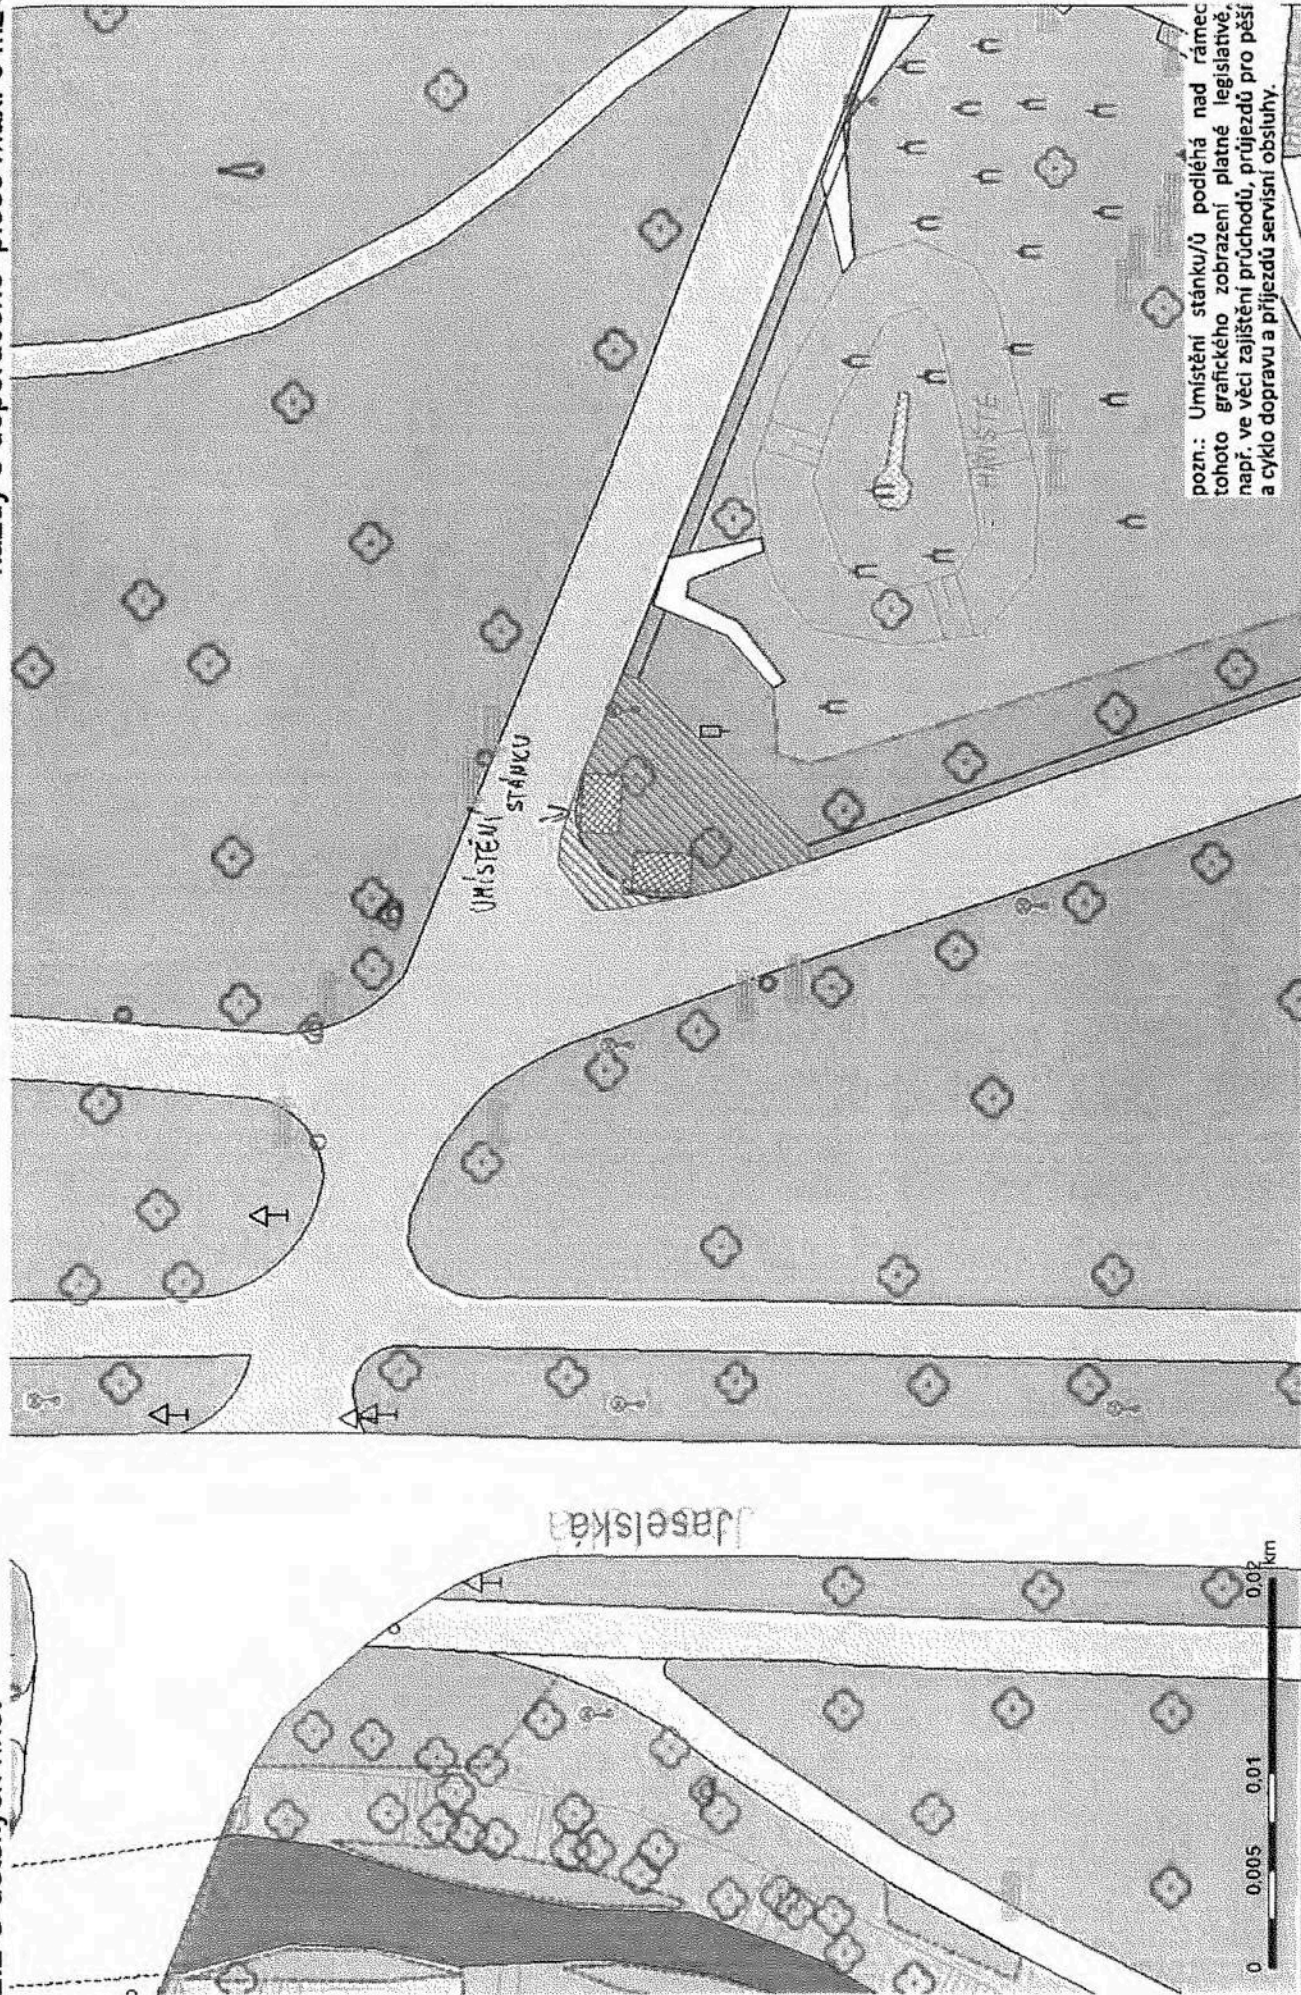 UMÍSTĚNÍ
STÁNKU
HŘIŠTĚ
pozn.: Umístění stánku/ů podléhá nad rámec
tohoto grafického zobrazení platné legislativě,
např. ve věci zajištění průchodů, průjezdů pro pěší
a cyklo dopravu a příjezdů servisní obsluhy.
Jaselská
0 0,005 0,01 0,02
km